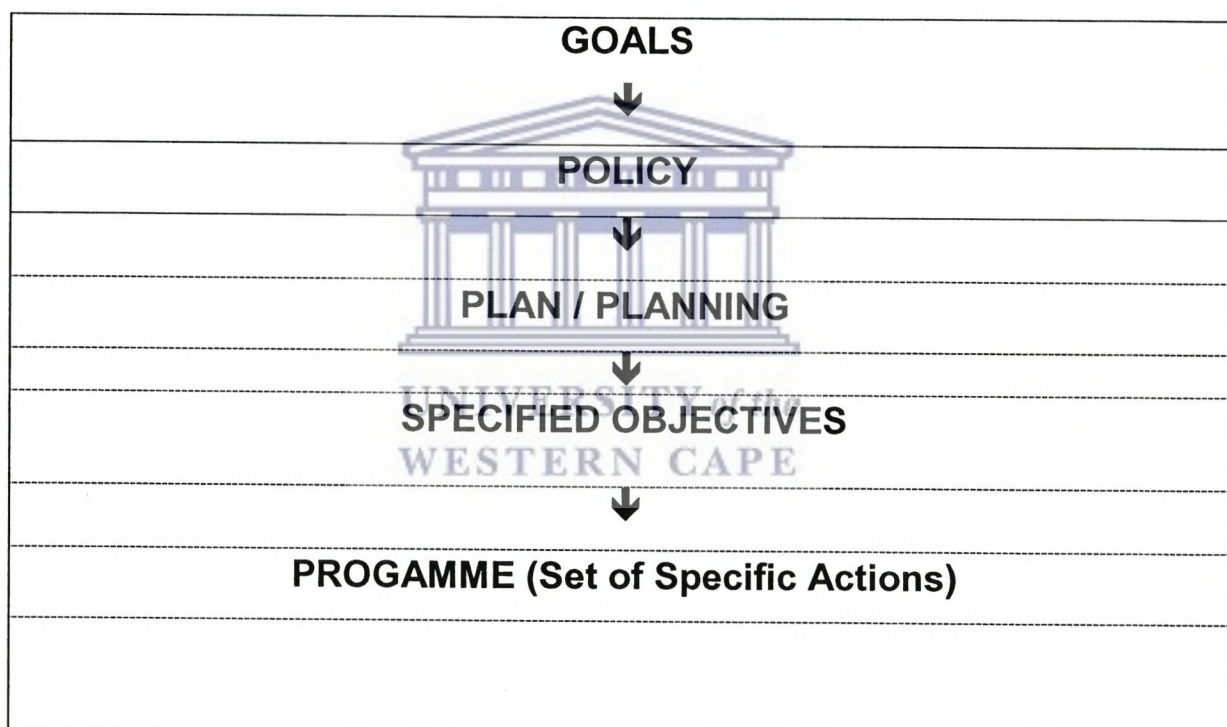 GOALS
POLICY
PLAN / PLANNING
UNIVERSITY of the
SPECIFIED OBJECTIVES
WESTERN CAPE
PROGAMME (Set of Specific Actions)